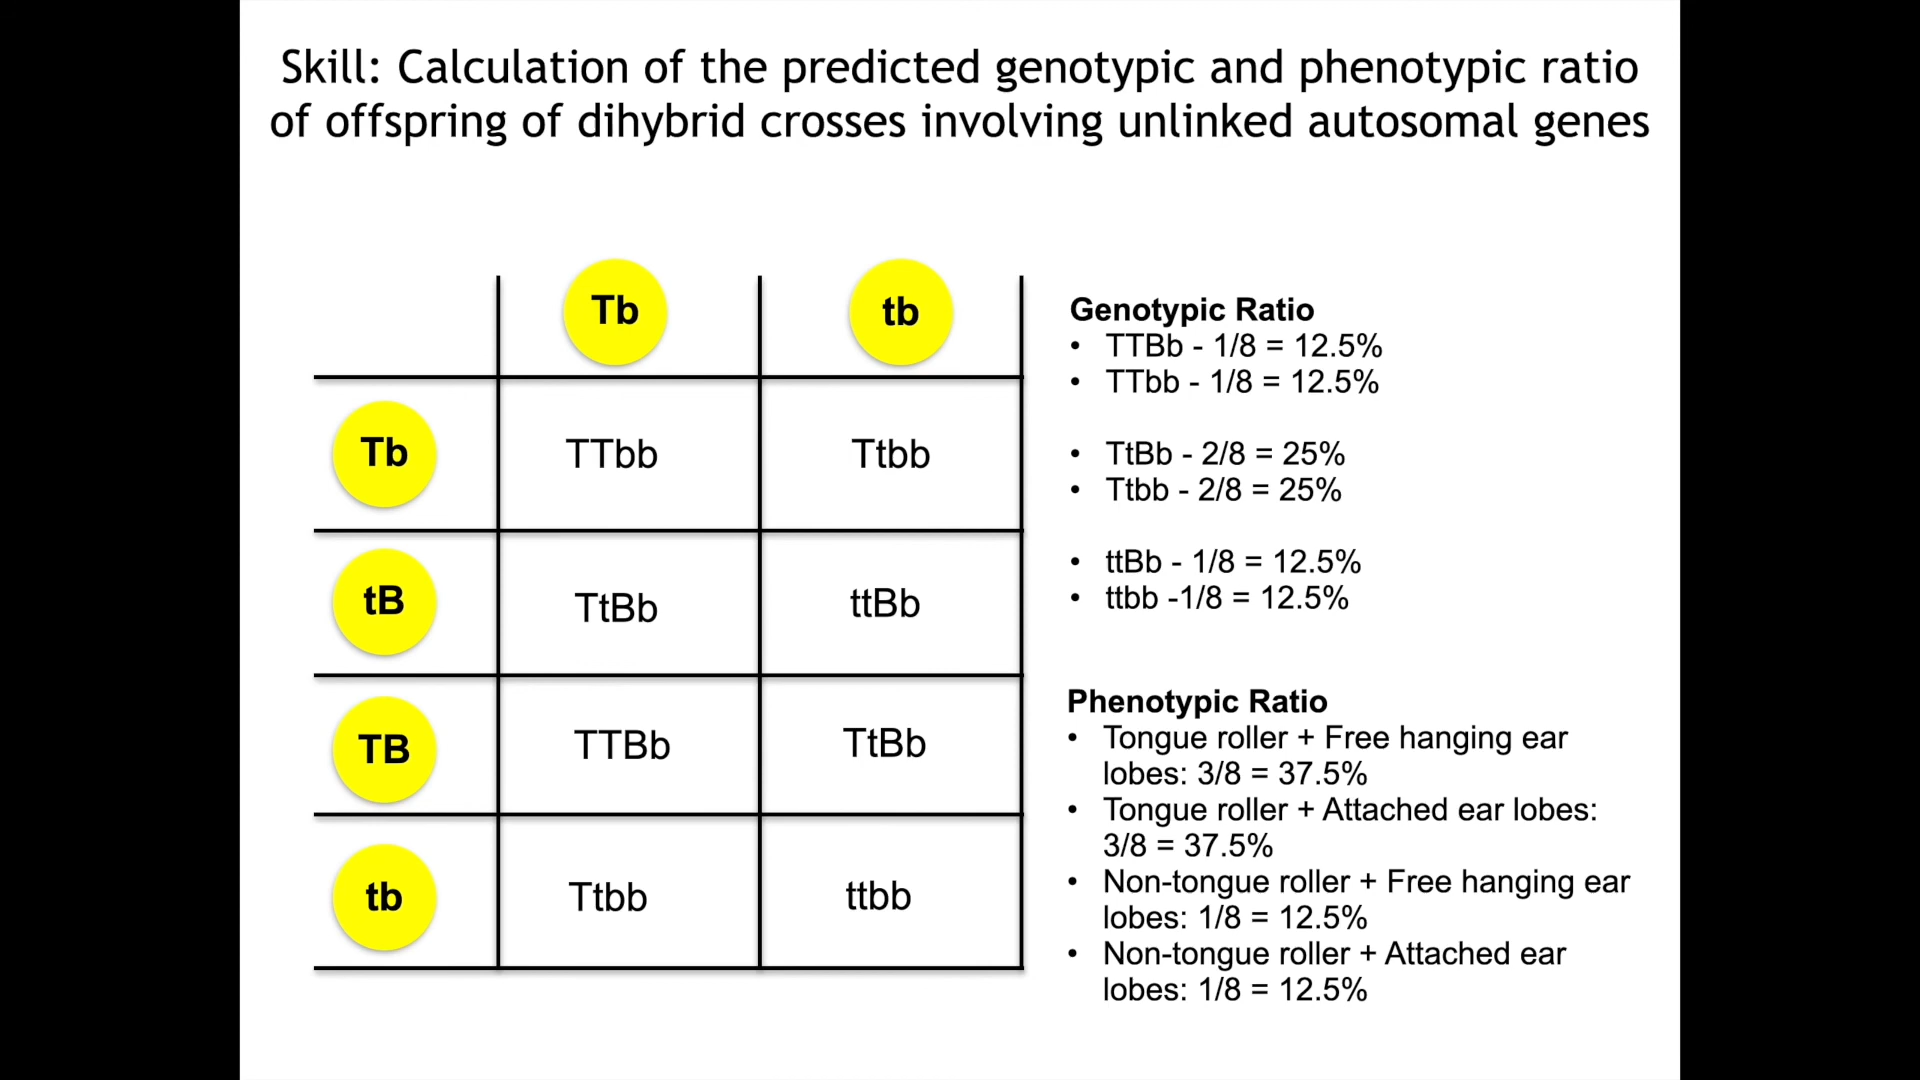 Skill: Calculation of the predicted genotypic and phenotypic ratio
of offspring of dihybrid crosses involving unlinked autosomal genes
Tb tb
Tb TTbb Ttbb
tB TtBb ttBb
TB TTBb TtBb
tb Ttbb ttbb
Genotypic Ratio
• TTBb - 1/8 = 12.5%
• TTbb - 1/8 = 12.5%
• TtBb - 2/8 = 25%
• Ttbb - 2/8 = 25%
• ttBb - 1/8 = 12.5%
• ttbb -1/8 = 12.5%
Phenotypic Ratio
• Tongue roller + Free hanging ear
lobes: 3/8 = 37.5%
• Tongue roller + Attached ear lobes:
3/8 = 37.5%
• Non-tongue roller + Free hanging ear
lobes: 1/8 = 12.5%
• Non-tongue roller + Attached ear
lobes: 1/8 = 12.5%